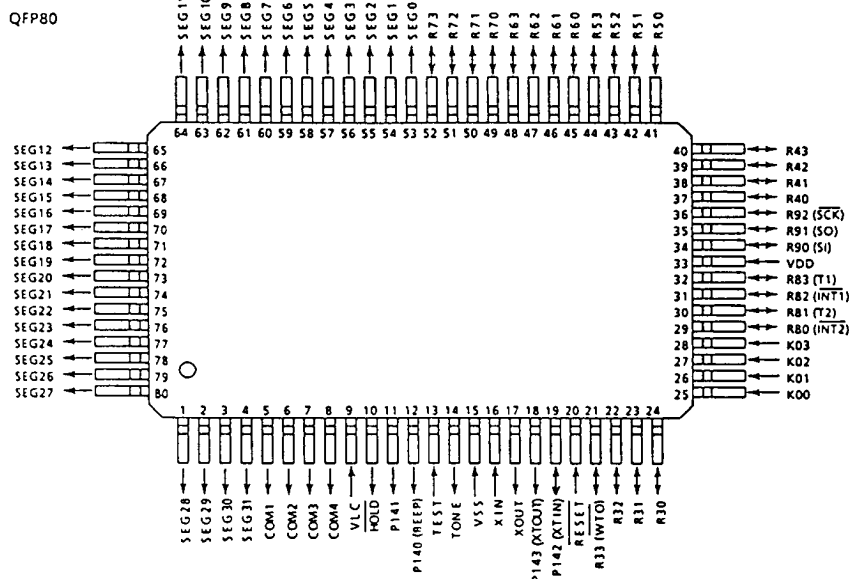 QFP80
SEG11
SEG10
SEG9
SEG8
SEG7
SEG6
SEG5
SEG4
SEG3
SEG2
SEG1
SEG0
R73
R72
R71
R70
R63
R62
R61
R60
R53
R52
R51
R50
64 63 62 61 60 59 58 57 56 55 54 53 52 51 50 49 48 47 46 45 44 43 42 41
SEG12 65
SEG13 66
SEG14 67
SEG15 68
SEG16 69
SEG17 70
SEG18 71
SEG19 72
SEG20 73
SEG21 74
SEG22 75
SEG23 76
SEG24 77
SEG25 78
SEG26 79
SEG27 80
40 R43
39 R42
38 R41
37 R40
36 R92 (SCK)
35 R91 (SO)
34 R90 (SI)
33 VDD
32 R83 (T1)
31 R82 (INT1)
30 R81 (T2)
29 R80 (INT2)
28 K03
27 K02
26 K01
25 K00
1 2 3 4 5 6 7 8 9 10 11 12 13 14 15 16 17 18 19 20 21 22 23 24
SEG28
SEG29
SEG30
SEG31
COM1
COM2
COM3
COM4
VLC
HOLD
P141
P140 (BEEP)
TEST
TONE
VSS
XIN
XOUT
P143 (XTOUT)
P142 (XTIN)
RESET
R33 (WTO)
R32
R31
R30